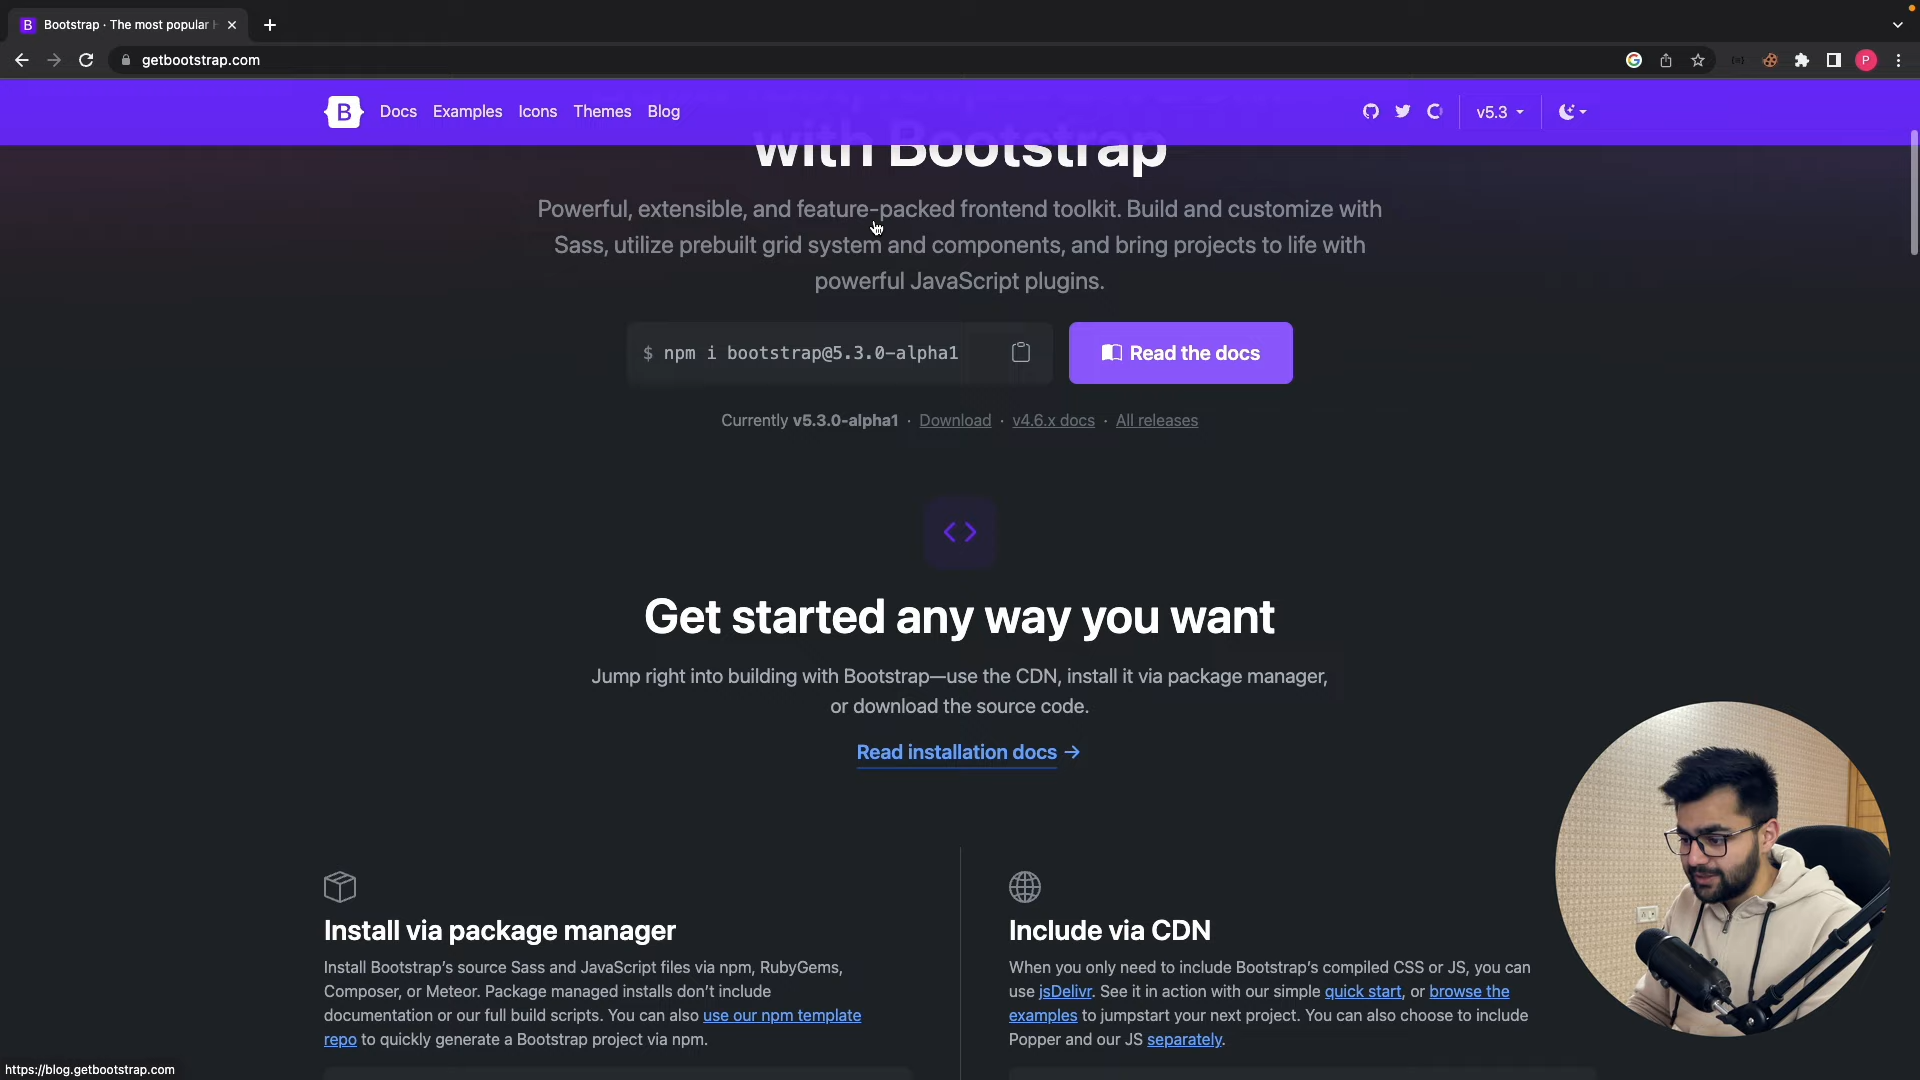 Bootstrap · The most popular H
getbootstrap.com
P
B
Docs Examples Icons Themes Blog
v5.3
with Bootstrap
Powerful, extensible, and feature-packed frontend toolkit. Build and customize with
Sass, utilize prebuilt grid system and components, and bring projects to life with
powerful JavaScript plugins.
$ npm i bootstrap@5.3.0-alpha1
Read the docs
Currently v5.3.0-alpha1 · Download · v4.6.x docs · All releases
Get started any way you want
Jump right into building with Bootstrap—use the CDN, install it via package manager,
or download the source code.
Read installation docs
Install via package manager
Install Bootstrap’s source Sass and JavaScript files via npm, RubyGems,
Composer, or Meteor. Package managed installs don’t include
documentation or our full build scripts. You can also use our npm template
repo to quickly generate a Bootstrap project via npm.
Include via CDN
When you only need to include Bootstrap’s compiled CSS or JS, you can
use jsDelivr. See it in action with our simple quick start, or browse the
examples to jumpstart your next project. You can also choose to include
Popper and our JS separately.
https://blog.getbootstrap.com